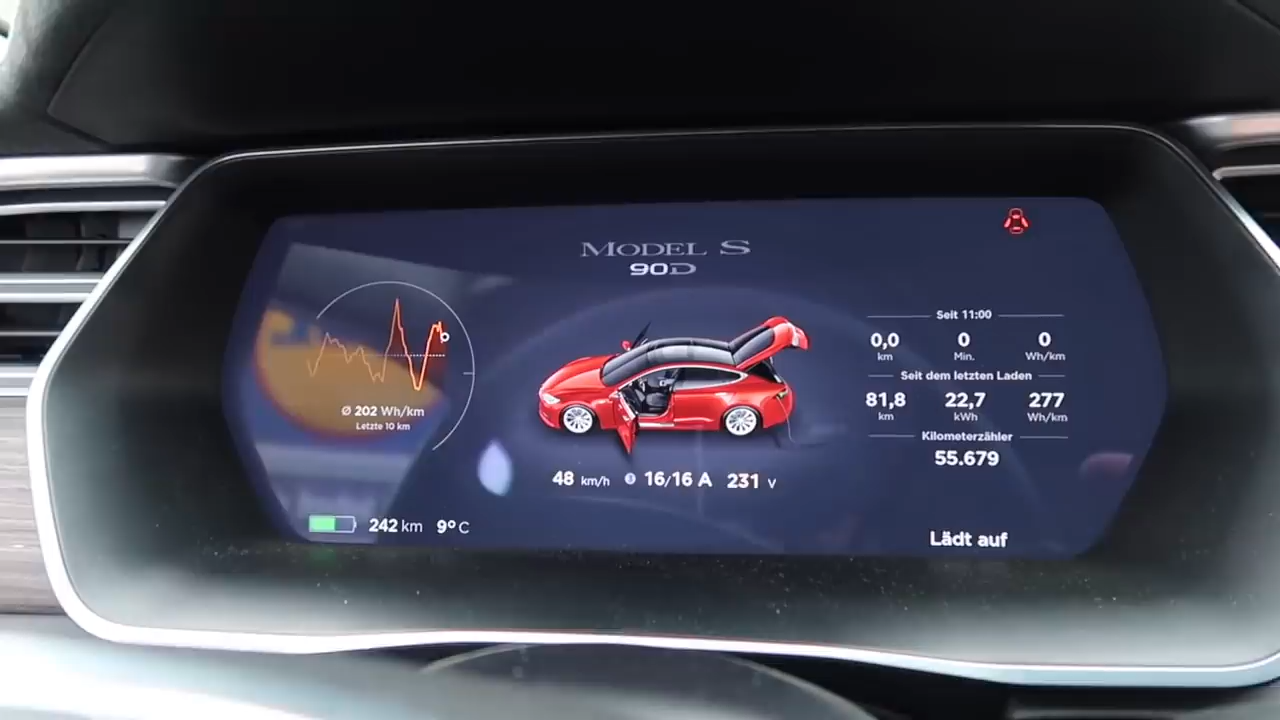 MODEL S
90D
Ø 202 Wh/km
Letzte 10 km
Seit 11:00
0,0 0 0
km Min. Wh/km
Seit dem letzten Laden
81,8 22,7 277
km kWh Wh/km
Kilometerzähler
55.679
48 km/h 3 16/16 A 231 V
242 km 9° C
Lädt auf